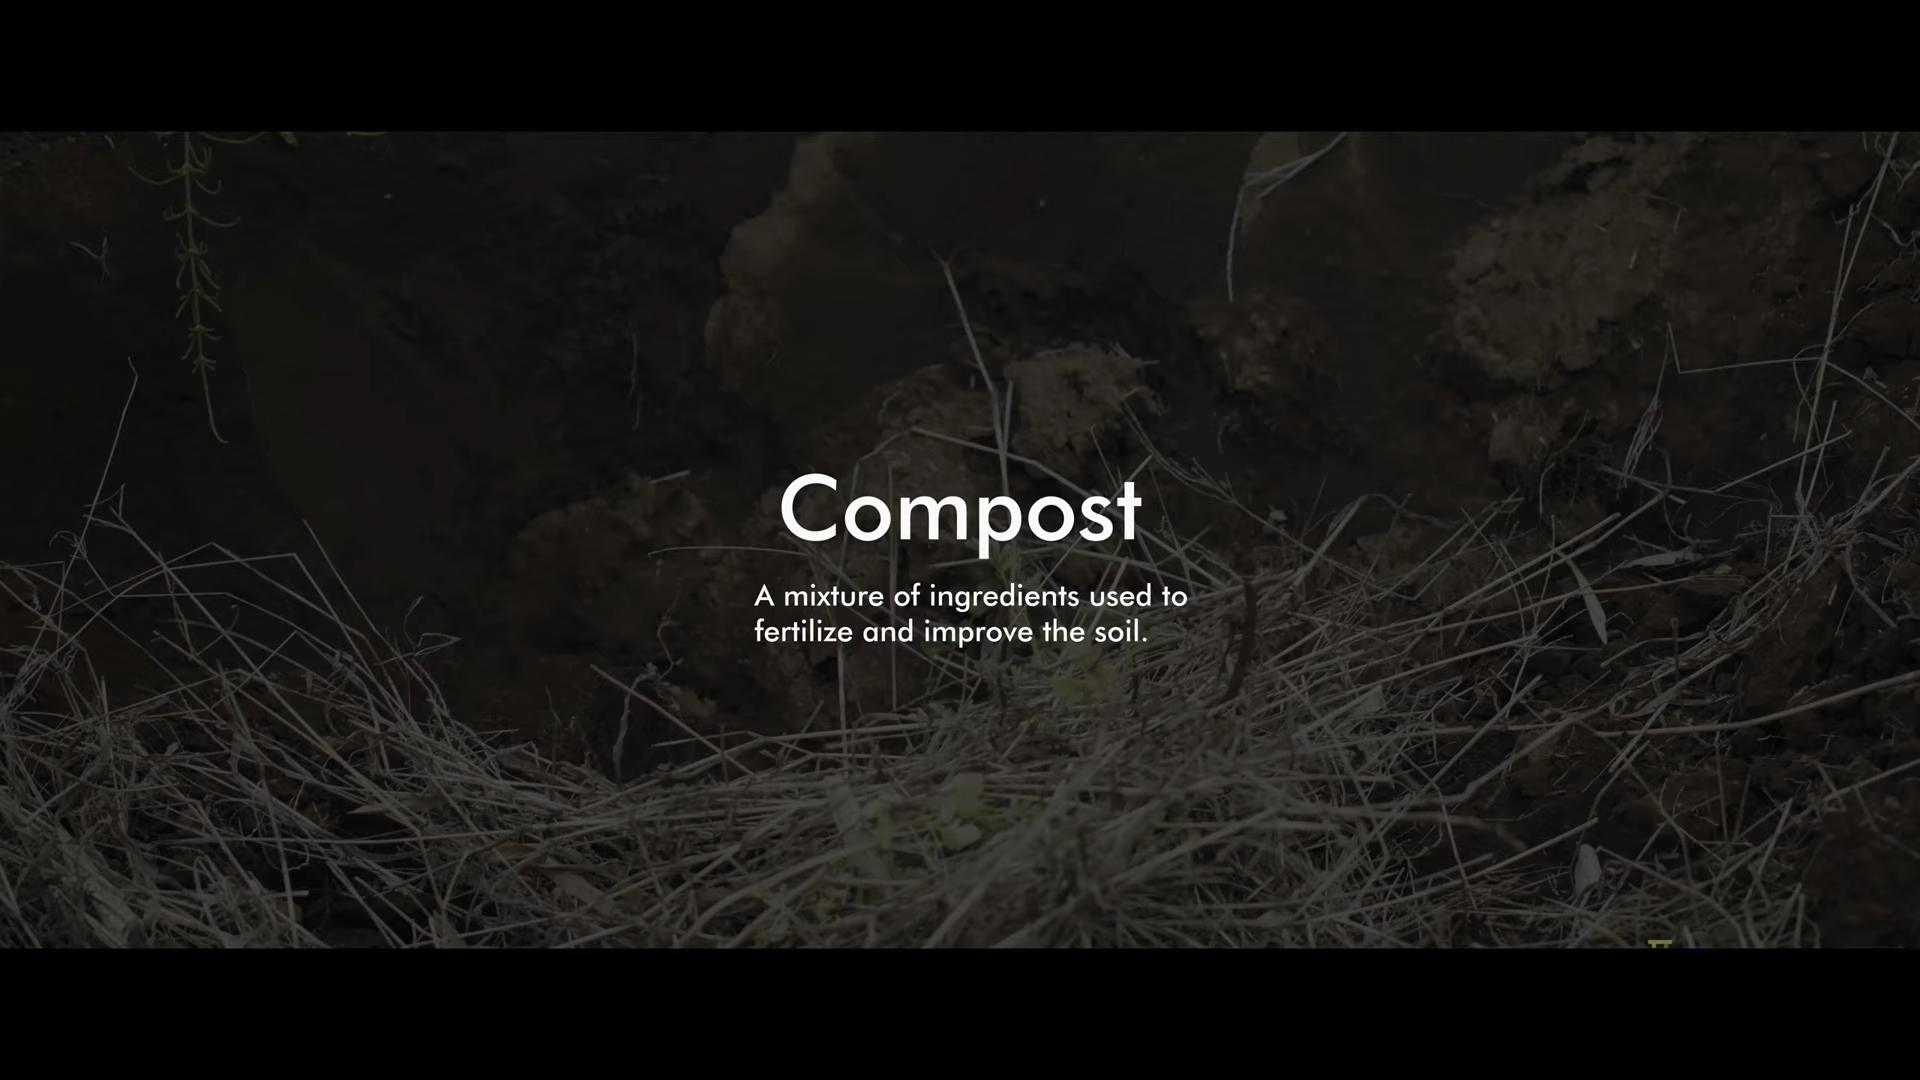 Compost
A mixture of ingredients used to
fertilize and improve the soil.